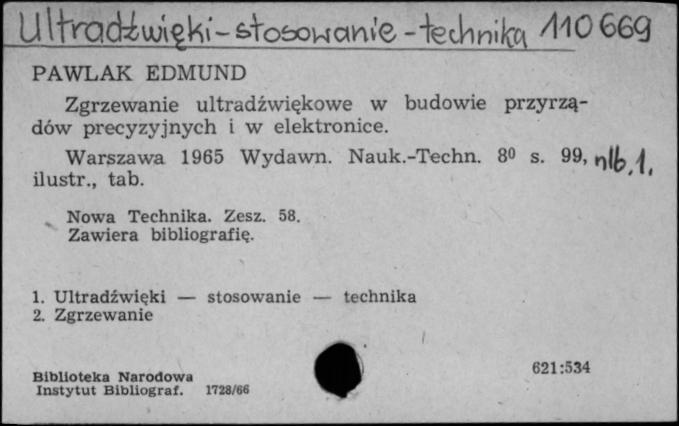 Ultradźwięki-stosowanie-technika 110669
PAWLAK EDMUND
Zgrzewanie ultradźwiękowe w budowie przyrzą-
dów precyzyjnych i w elektronice.
Warszawa 1965 Wydawn. Nauk.-Techn. 8⁰ s. 99, nlb. 1.
ilustr., tab.
Nowa Technika. Zesz. 58.
Zawiera bibliografię.
1. Ultradźwięki — stosowanie — technika
2. Zgrzewanie
621:534
Biblioteka Narodowa
Instytut Bibliograf. 1728/66